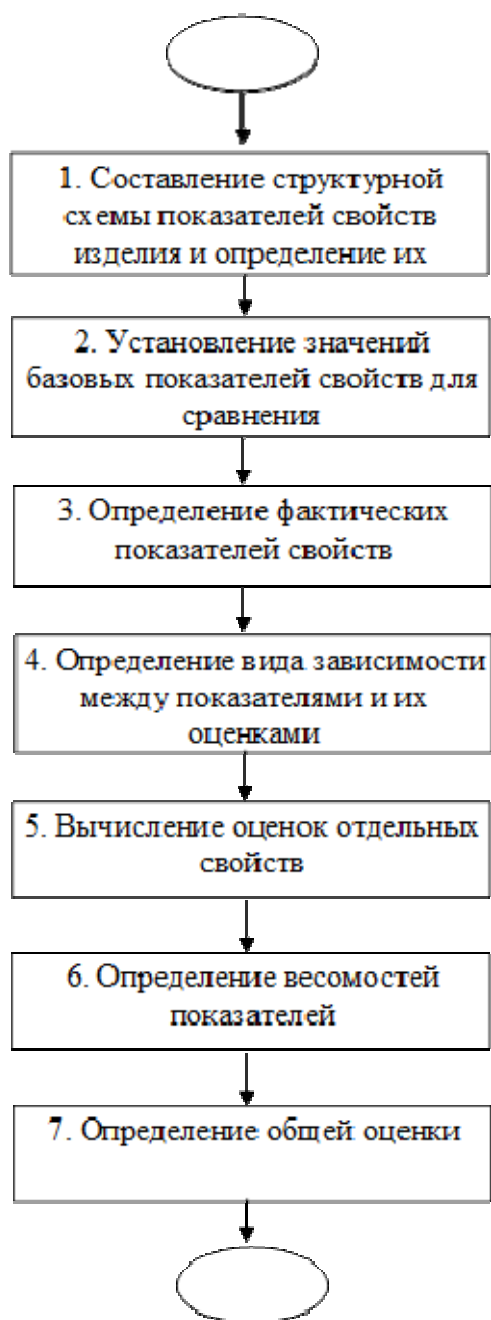 1. Составление структурной
схемы показателей свойств
изделия и определение их
2. Установление значений
базовых показателей свойств для
сравнения
3. Определение фактических
показателей свойств
4. Определение вида зависимости
между показателями и их
оценками
5. Вычисление оценок отдельных
свойств
6. Определение весомостей
показателей
7. Определение общей оценки